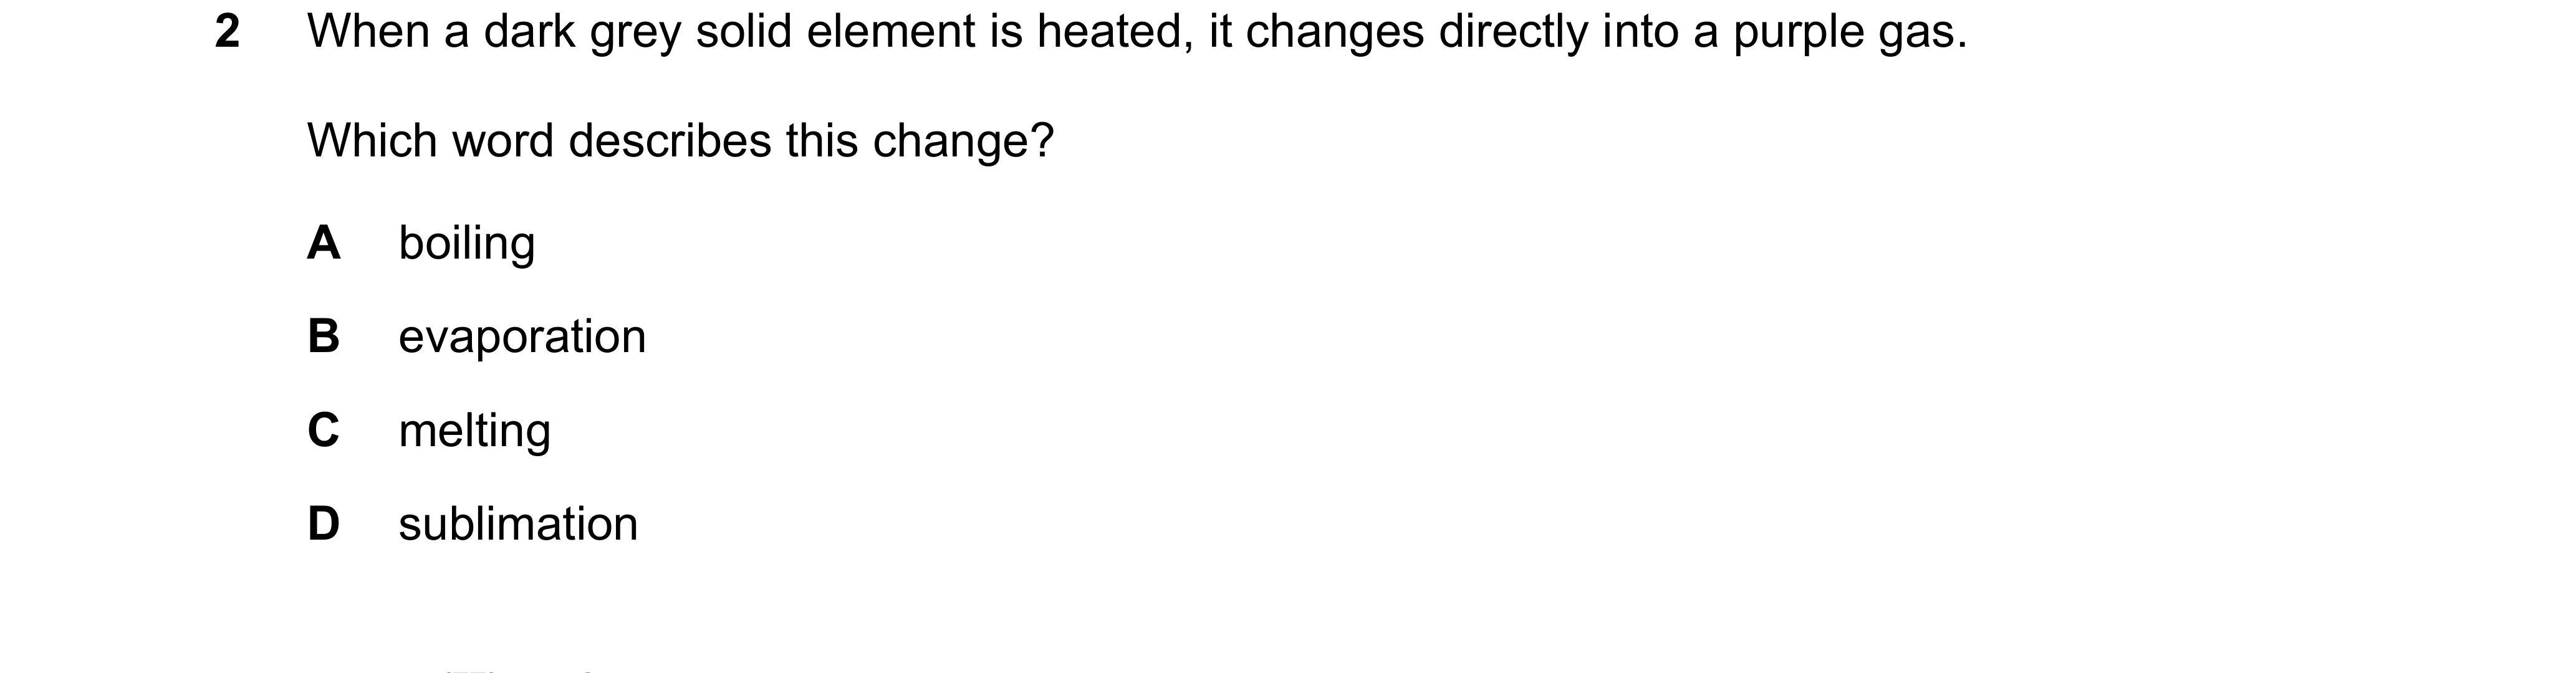 2 When a dark grey solid element is heated, it changes directly into a purple gas.
Which word describes this change?
A boiling
B evaporation
C melting
D sublimation